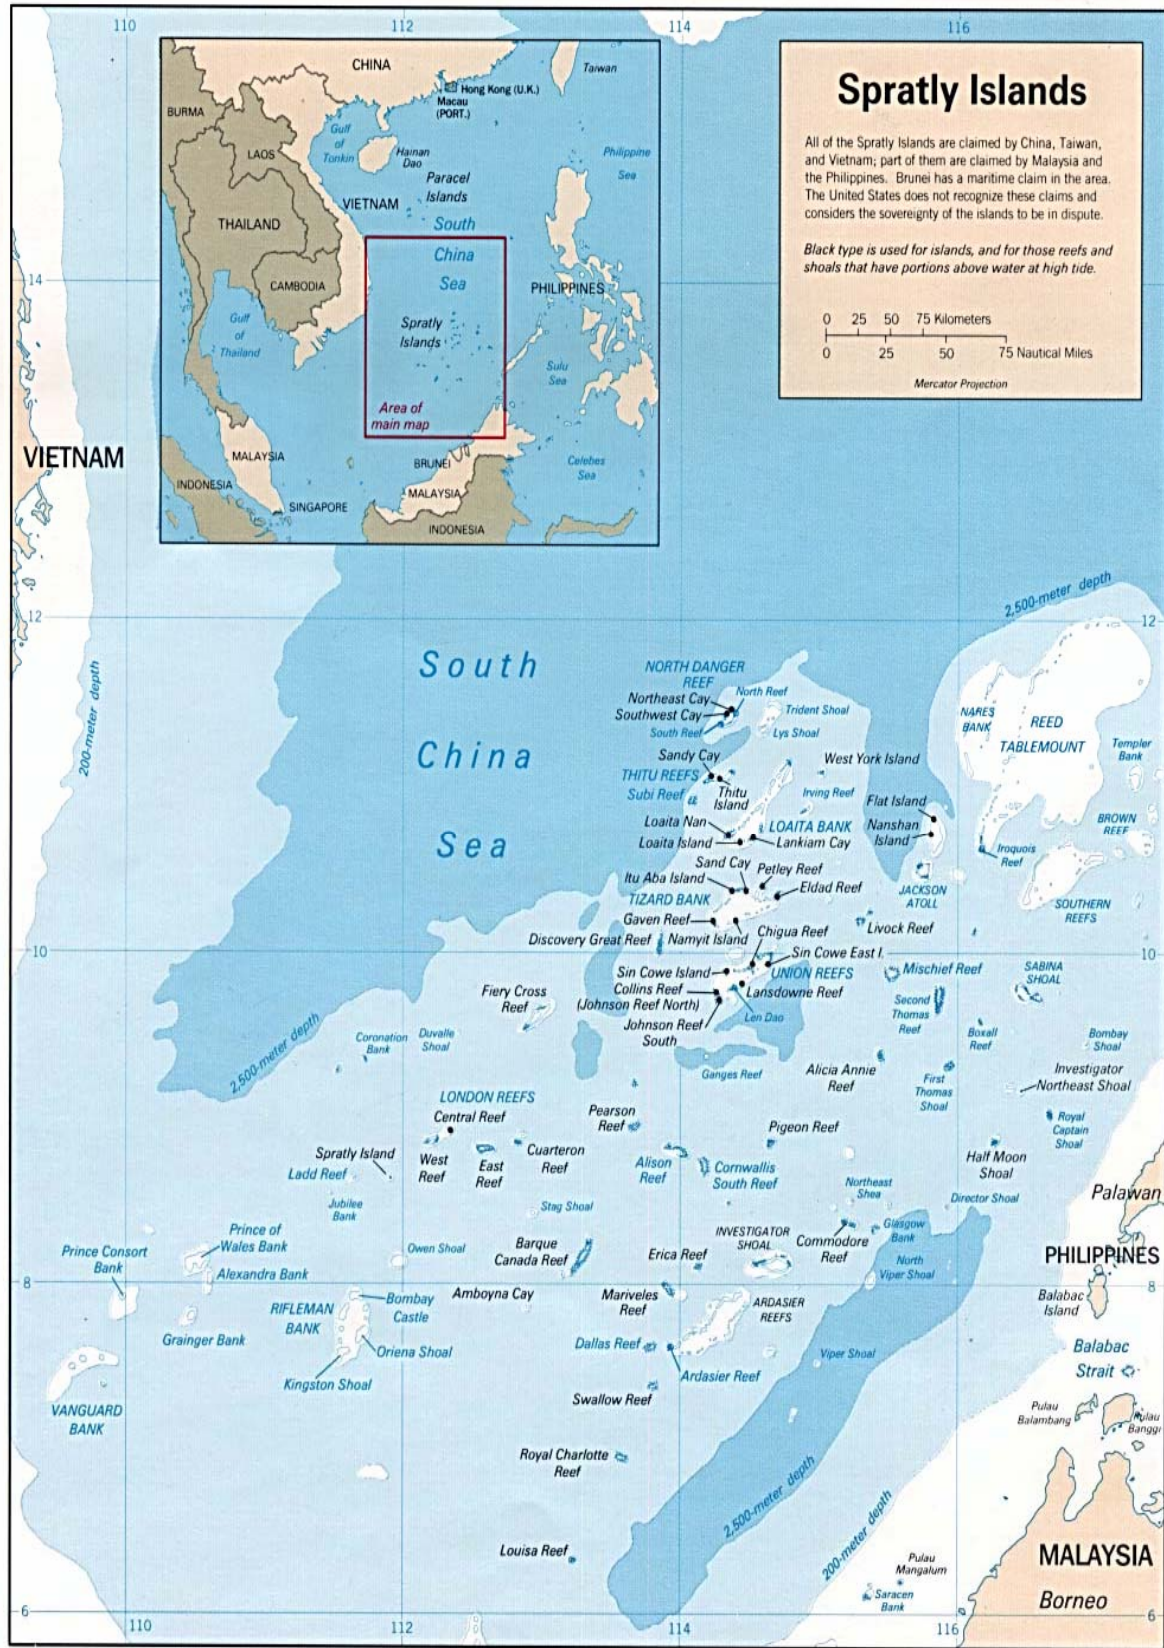 110
112
114
116
CHINA
Taiwan
Hong Kong (U.K.)
Macau
(PORT.)
BURMA
Gulf
of
Tonkin
Hainan
Dao
LAOS
Philippine
Sea
Paracel
Islands
VIETNAM
THAILAND
South
China
Sea
CAMBODIA
PHILIPPINES
Gulf
of
Thailand
Spratly
Islands
Sulu
Sea
Area of
main map
MALAYSIA
BRUNEI
Celebes
Sea
INDONESIA
MALAYSIA
SINGAPORE
INDONESIA
Spratly Islands
All of the Spratly Islands are claimed by China, Taiwan,
and Vietnam; part of them are claimed by Malaysia and
the Philippines. Brunei has a maritime claim in the area.
The United States does not recognize these claims and
considers the sovereignty of the islands to be in dispute.
Black type is used for islands, and for those reefs and
shoals that have portions above water at high tide.
0 25 50 75 Kilometers
0 25 50 75 Nautical Miles
Mercator Projection
14
VIETNAM
2,500-meter depth
12
12
200-meter depth
South
China
Sea
NORTH DANGER
REEF
Northeast Cay
North Reef
Southwest Cay
Trident Shoal
South Reef
Lys Shoal
NARES
BANK
REED
TABLEMOUNT
Templer
Bank
Sandy Cay
West York Island
THITU REEFS
Thitu
Island
Subi Reef
Irving Reef
Flat Island
Loaita Nan
LOAITA BANK
Nanshan
Island
BROWN
REEF
Loaita Island
Lankiam Cay
Iroquois
Reef
Sand Cay
Petley Reef
Itu Aba Island
Eldad Reef
TIZARD BANK
JACKSON
ATOLL
SOUTHERN
REEFS
Gaven Reef
Namyit Island
Chigua Reef
Livock Reef
Discovery Great Reef
10
10
Sin Cowe East I.
Sin Cowe Island
UNION REEFS
Mischief Reef
SABINA
SHOAL
Collins Reef
(Johnson Reef North)
Lansdowne Reef
Fiery Cross
Reef
Second
Thomas
Reef
Len Dao
Johnson Reef
South
2,500-meter depth
Coronation
Bank
Duvalle
Shoal
Boxall
Reef
Bombay
Shoal
Ganges Reef
Alicia Annie
Reef
First
Thomas
Shoal
Investigator
Northeast Shoal
LONDON REEFS
Central Reef
Pearson
Reef
Royal
Captain
Shoal
Pigeon Reef
Spratly Island
Ladd Reef
West
Reef
East
Reef
Cuarteron
Reef
Alison
Reef
Cornwallis
South Reef
Half Moon
Shoal
Palawan
Northeast
Shea
Director Shoal
Jubilee
Bank
Stag Shoal
Prince of
Wales Bank
Prince Consort
Bank
Owen Shoal
Barque
Canada Reef
Erica Reef
INVESTIGATOR
SHOAL
Commodore
Reef
Glasgow
Bank
North
Viper Shoal
PHILIPPINES
Alexandra Bank
8
8
Amboyna Cay
Mariveles
Reef
ARDASIER
REEFS
Balabac
Island
RIFLEMAN
BANK
Bombay
Castle
Grainger Bank
Oriena Shoal
Dallas Reef
Viper Shoal
Balabac
Strait
Kingston Shoal
Ardasier Reef
Swallow Reef
VANGUARD
BANK
Pulau
Balambang
Pulau
Banggi
Royal Charlotte
Reef
2,500-meter depth
200-meter depth
Louisa Reef
Pulau
Mangalum
MALAYSIA
Saracen
Bank
Borneo
6
6
110
112
114
116